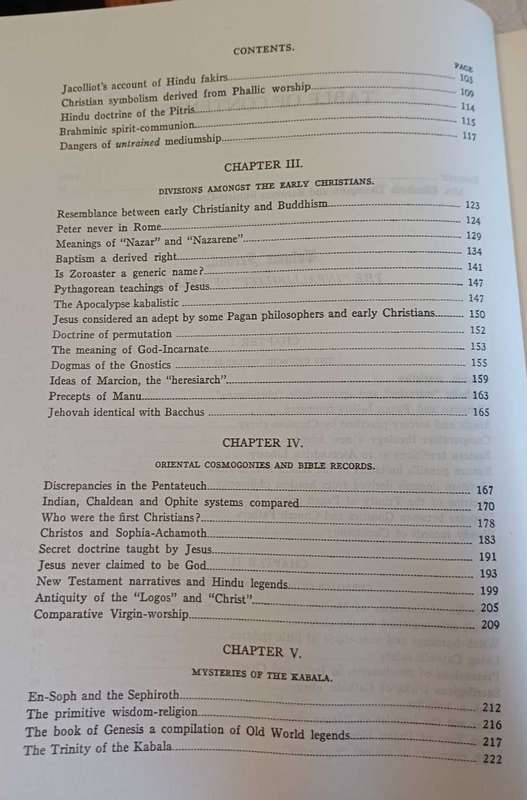 CONTENTS.
PAGE
Jacolliot's account of Hindu fakirs 103
Christian symbolism derived from Phallic worship 109
Hindu doctrine of the Pitris 114
Brahminic spirit-communion 115
Dangers of untrained mediumship 117
CHAPTER III.
DIVISIONS AMONGST THE EARLY CHRISTIANS.
Resemblance between early Christianity and Buddhism 123
Peter never in Rome 124
Meanings of "Nazar" and "Nazarene" 129
Baptism a derived right 134
Is Zoroaster a generic name? 141
Pythagorean teachings of Jesus 147
The Apocalypse kabalistic 147
Jesus considered an adept by some Pagan philosophers and early Christians 150
Doctrine of permutation 152
The meaning of God-Incarnate 153
Dogmas of the Gnostics 155
Ideas of Marcion, the "heresiarch" 159
Precepts of Manu 163
Jehovah identical with Bacchus 165
CHAPTER IV.
ORIENTAL COSMOGONIES AND BIBLE RECORDS.
Discrepancies in the Pentateuch 167
Indian, Chaldean and Ophite systems compared 170
Who were the first Christians? 178
Christos and Sophia-Achamoth 183
Secret doctrine taught by Jesus 191
Jesus never claimed to be God 193
New Testament narratives and Hindu legends 199
Antiquity of the "Logos" and "Christ" 205
Comparative Virgin-worship 209
CHAPTER V.
MYSTERIES OF THE KABALA.
En-Soph and the Sephiroth 212
The primitive wisdom-religion 216
The book of Genesis a compilation of Old World legends 217
The Trinity of the Kabala 222